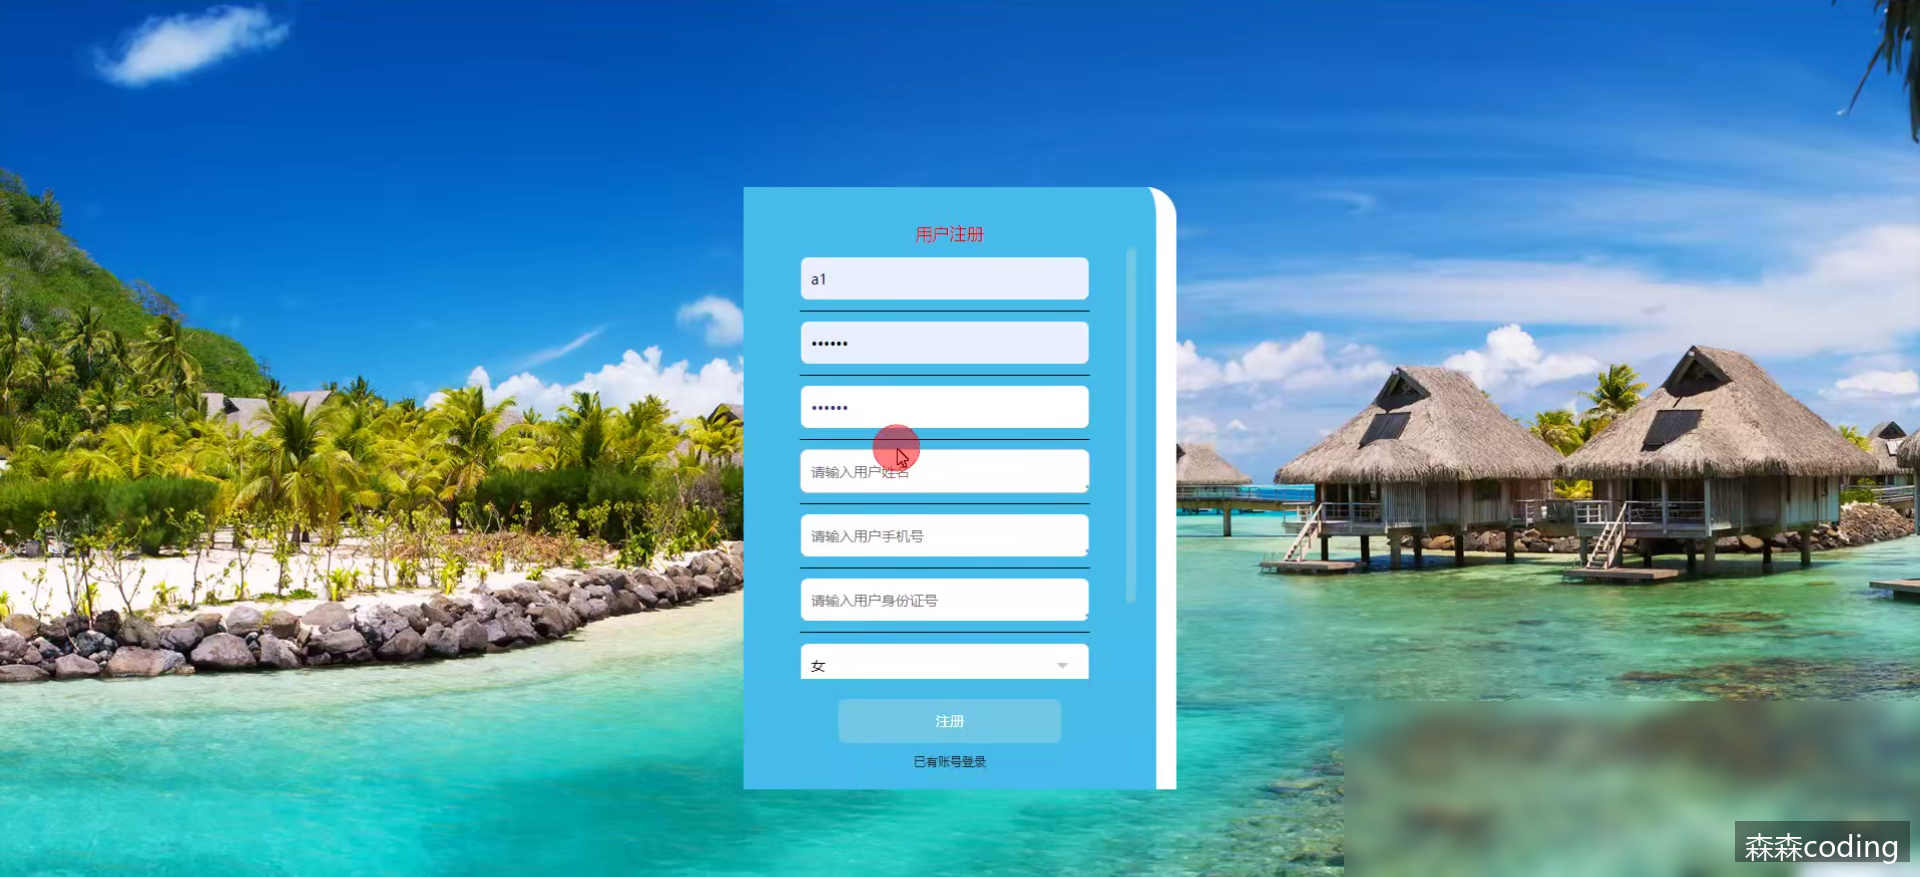 用户注册
a1
••••••
••••••
请输入用户姓名
请输入用户手机号
请输入用户身份证号
女
注册
已有账号登录
森森coding